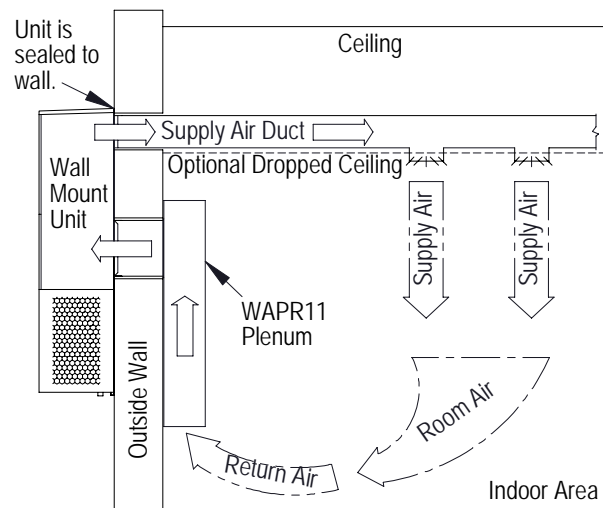 Unit is
sealed to
wall.
Ceiling
Supply Air Duct
Optional Dropped Ceiling
Wall
Mount
Unit
Supply Air
Supply Air
WAPR11
Plenum
Outside Wall
Room Air
Return Air
Indoor Area